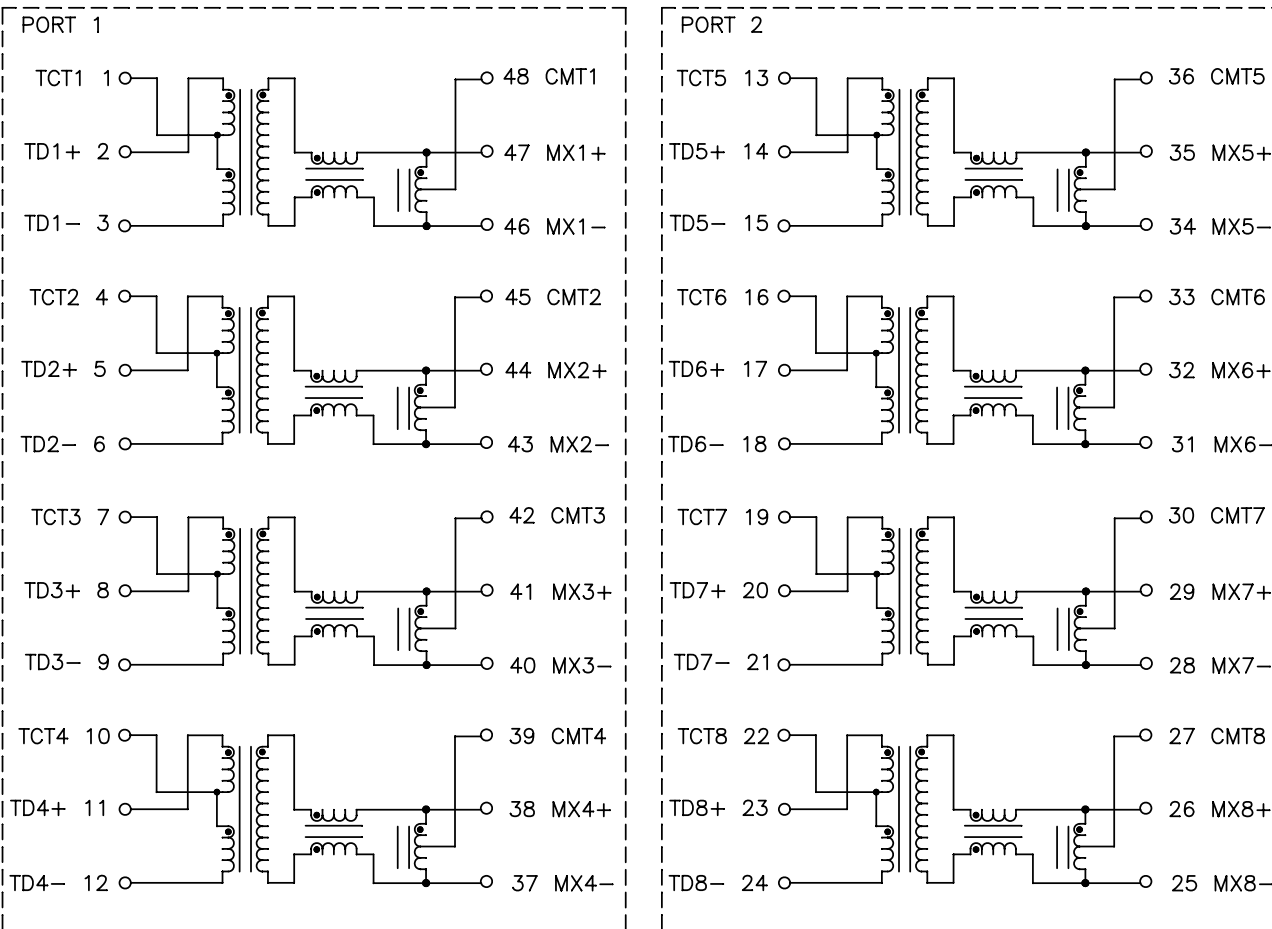 PORT 1
TCT1 1
48 CMT1
TD1+ 2
47 MX1+
TD1− 3
46 MX1−
TCT2 4
45 CMT2
TD2+ 5
44 MX2+
TD2− 6
43 MX2−
TCT3 7
42 CMT3
TD3+ 8
41 MX3+
TD3− 9
40 MX3−
TCT4 10
39 CMT4
TD4+ 11
38 MX4+
TD4− 12
37 MX4−
PORT 2
TCT5 13
36 CMT5
TD5+ 14
35 MX5+
TD5− 15
34 MX5−
TCT6 16
33 CMT6
TD6+ 17
32 MX6+
TD6− 18
31 MX6−
TCT7 19
30 CMT7
TD7+ 20
29 MX7+
TD7− 21
28 MX7−
TCT8 22
27 CMT8
TD8+ 23
26 MX8+
TD8− 24
25 MX8−